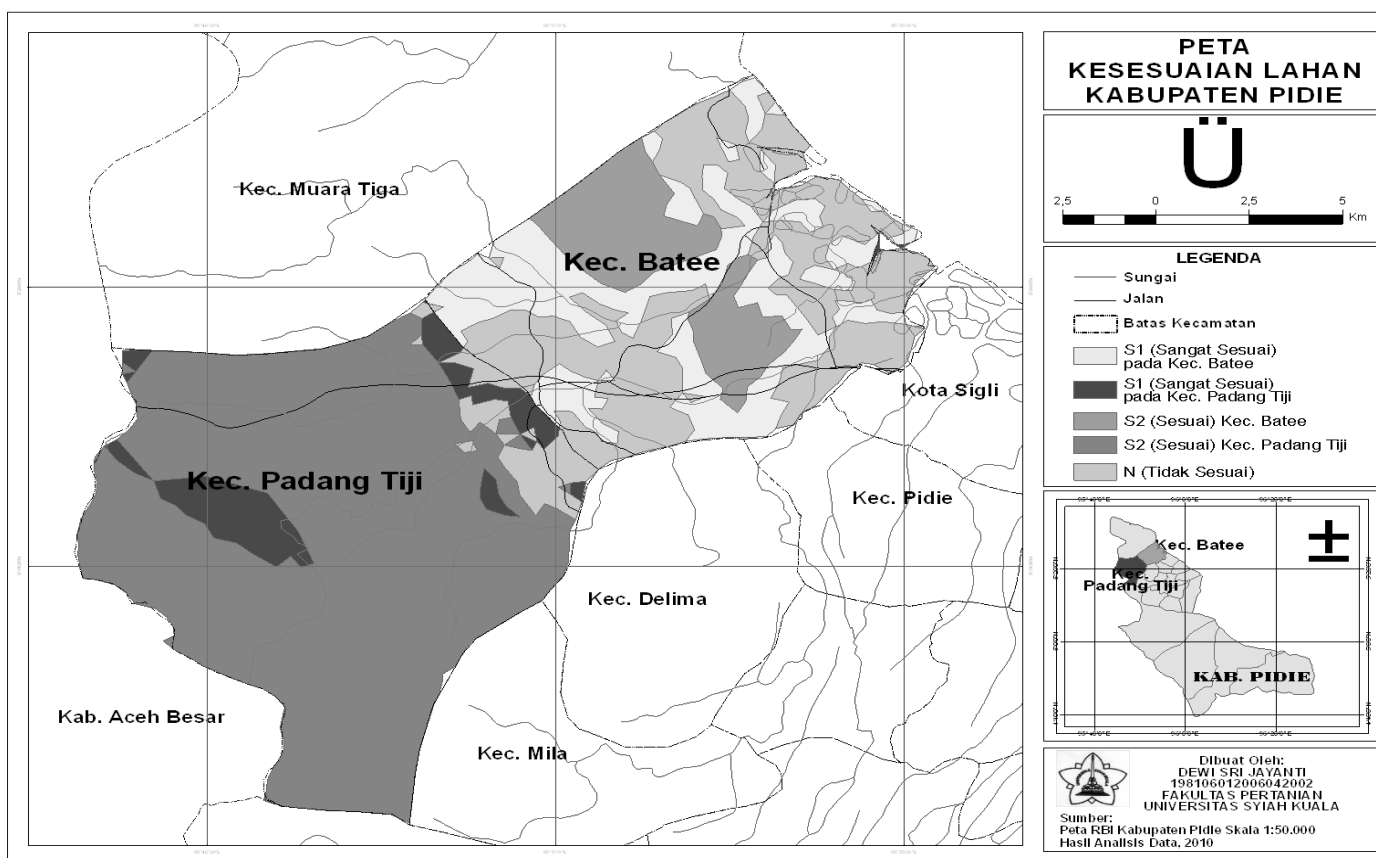 Kec. Muara Tiga
Kec. Batee
Kota Sigli
Kec. Padang Tiji
Kec. Pidie
Kec. Delima
Kab. Aceh Besar
Kec. Mila
PETA
KESESUAIAN LAHAN
KABUPATEN PIDIE
Ü
2,5 0 2,5 5
Km
LEGENDA
Sungai
Jalan
Batas Kecamatan
S1 (Sangat Sesuai)
pada Kec. Batee
S1 (Sangat Sesuai)
pada Kec. Padang Tiji
S2 (Sesuai) Kec. Batee
S2 (Sesuai) Kec. Padang Tiji
N (Tidak Sesuai)
±
Kec. Batee
Kec.
Padang Tiji
KAB. PIDIE
Dibuat Oleh:
DEWI SRI JAYANTI
198106012006042002
FAKULTAS PERTANIAN
UNIVERSITAS SYIAH KUALA
Sumber:
Peta RBI Kabupaten Pidie Skala 1:50.000
Hasil Analisis Data, 2010